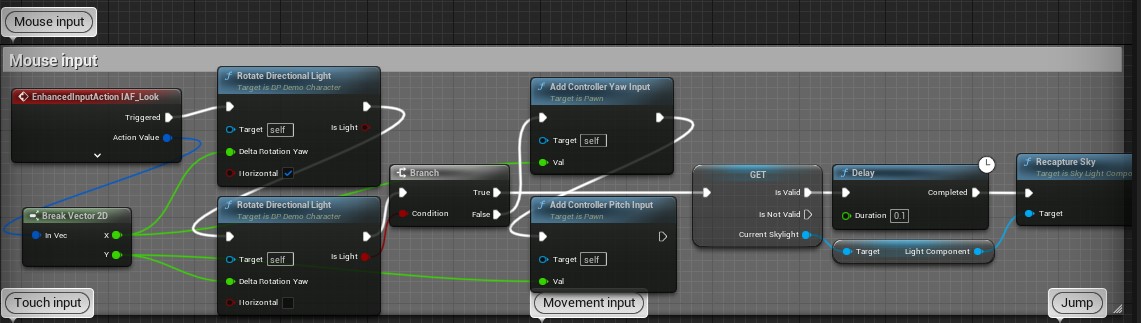 Mouse input
Mouse input
EnhancedInputAction IAF_Look
Triggered
Action Value
Break Vector 2D
In Vec
X
Y
Rotate Directional Light
Target is DP Demo Character
Target
self
Is Light
Delta Rotation Yaw
Horizontal
Rotate Directional Light
Target is DP Demo Character
Target
self
Is Light
Delta Rotation Yaw
Horizontal
Branch
True
Condition
False
Add Controller Yaw Input
Target is Pawn
Target
self
Val
Add Controller Pitch Input
Target is Pawn
Target
self
Val
GET
Is Valid
Is Not Valid
Current Skylight
Delay
Completed
Duration
0.1
Target
Light Component
Recapture Sky
Target is Sky Light Compo
Target
Touch input
Movement input
Jump